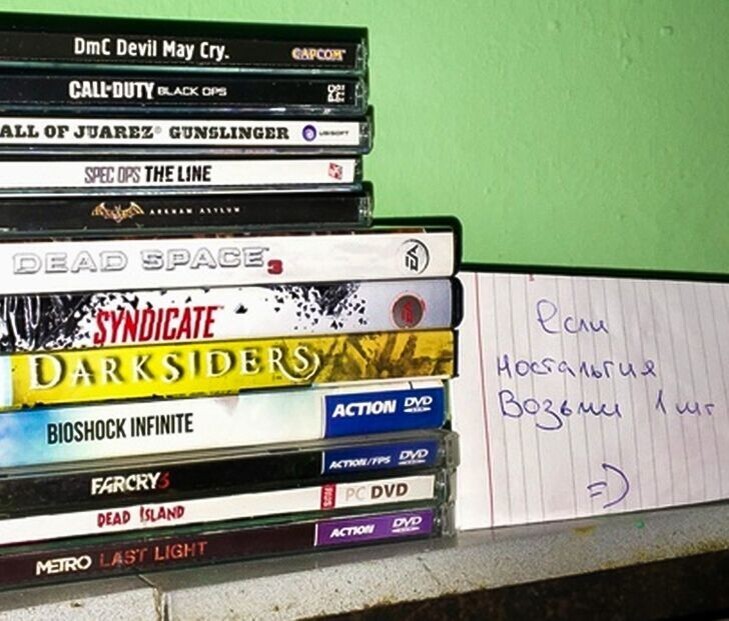 DmC Devil May Cry. CAPCOM
CALL OF DUTY BLACK OPS
ALL OF JUAREZ GUNSLINGER UBISOFT
SPEC OPS THE LINE
ARKHAM ASYLUM
DEAD SPACE 3 EA
SYNDICATE
DARKSIDERS
BIOSHOCK INFINITE ACTION DVD
FARCRY3 ACTION/FPS DVD
DEAD ISLAND PC DVD
METRO LAST LIGHT ACTION DVD
Если
ностальгия
Возьми 1 шт
=)